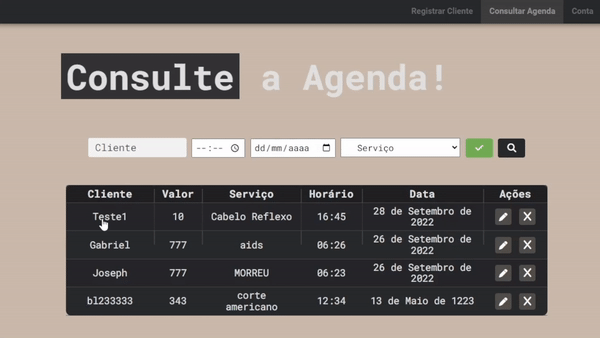 Registrar Cliente Consultar Agenda Conta
Consulte a Agenda!
Cliente --:-- dd/mm/aaaa Serviço
Cliente Valor Serviço Horário Data Ações
Teste1 10 Cabelo Reflexo 16:45 28 de Setembro de
2022
Gabriel 777 aids 06:26 26 de Setembro de
2022
Joseph 777 MORREU 06:23 26 de Setembro de
2022
bl233333 343 corte
americano 12:34 13 de Maio de 1223